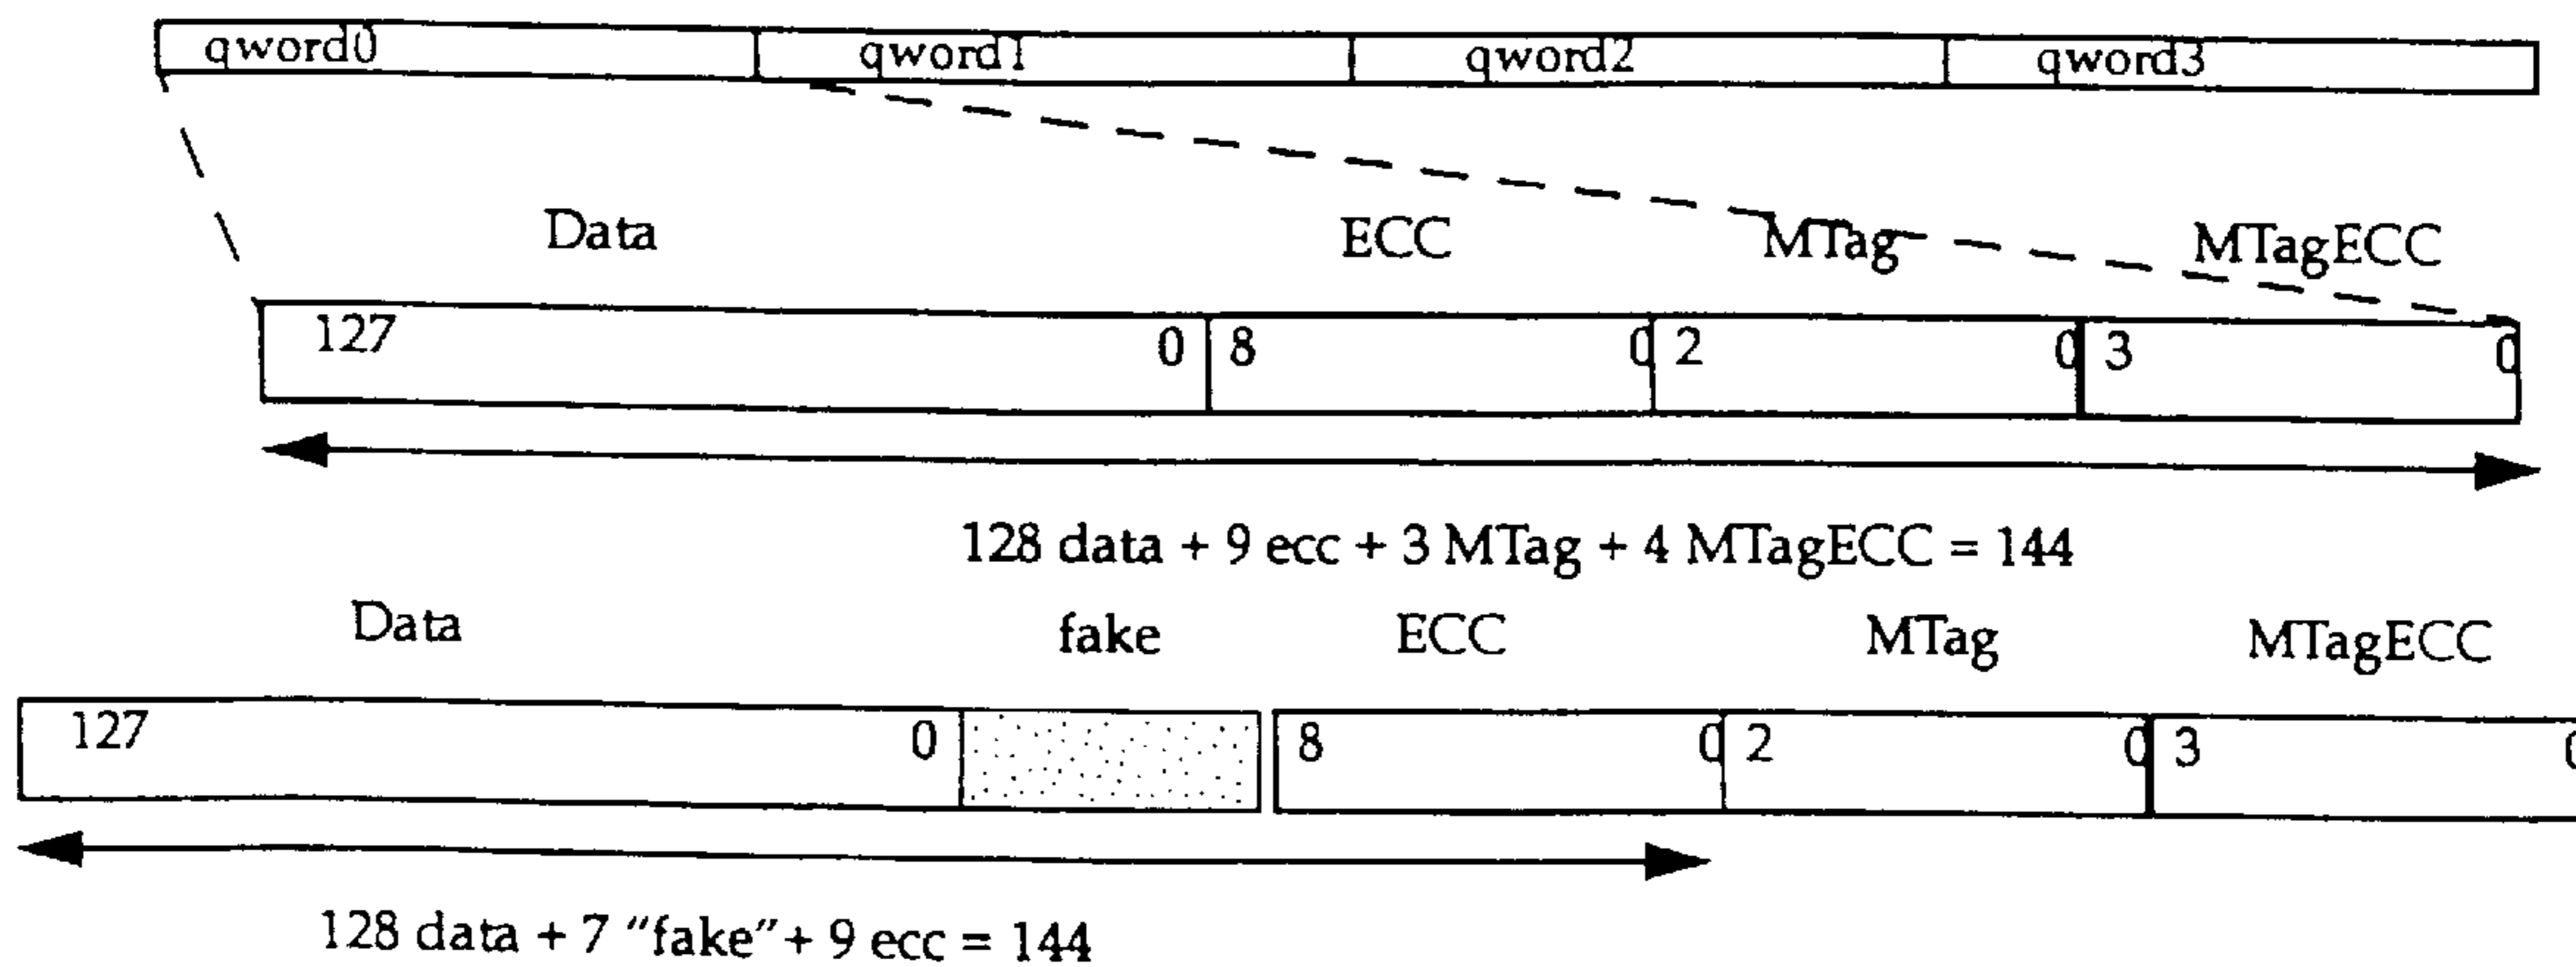 qword0 qword1 qword2 qword3
Data ECC MTag MTagECC
127 0 8 0 2 0 3 0
128 data + 9 ecc + 3 MTag + 4 MTagECC = 144
Data fake ECC MTag MTagECC
127 0 8 0 2 0 3 0
128 data + 7 "fake" + 9 ecc = 144